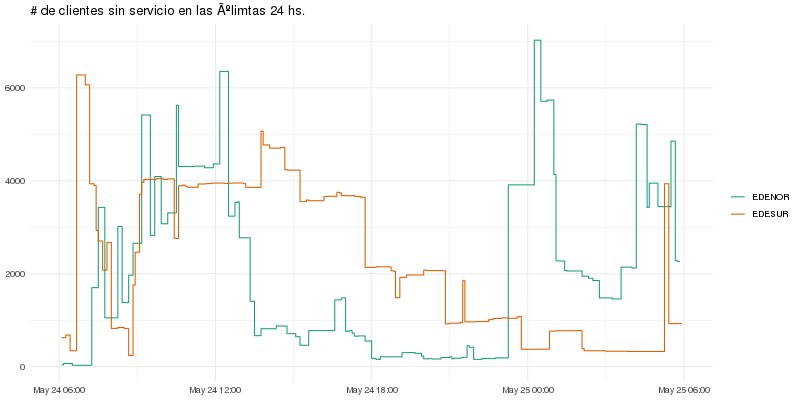 # de clientes sin servicio en las Ãºlimtas 24 hs.
6000
4000
2000
0
May 24 06:00
May 24 12:00
May 24 18:00
May 25 00:00
May 25 06:00
EDENOR
EDESUR